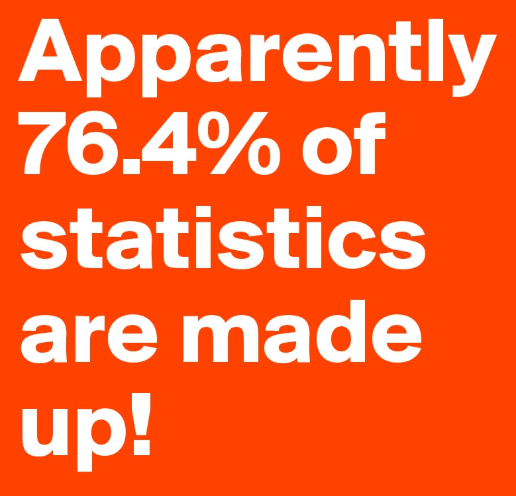 Apparently
76.4% of
statistics
are made
up!